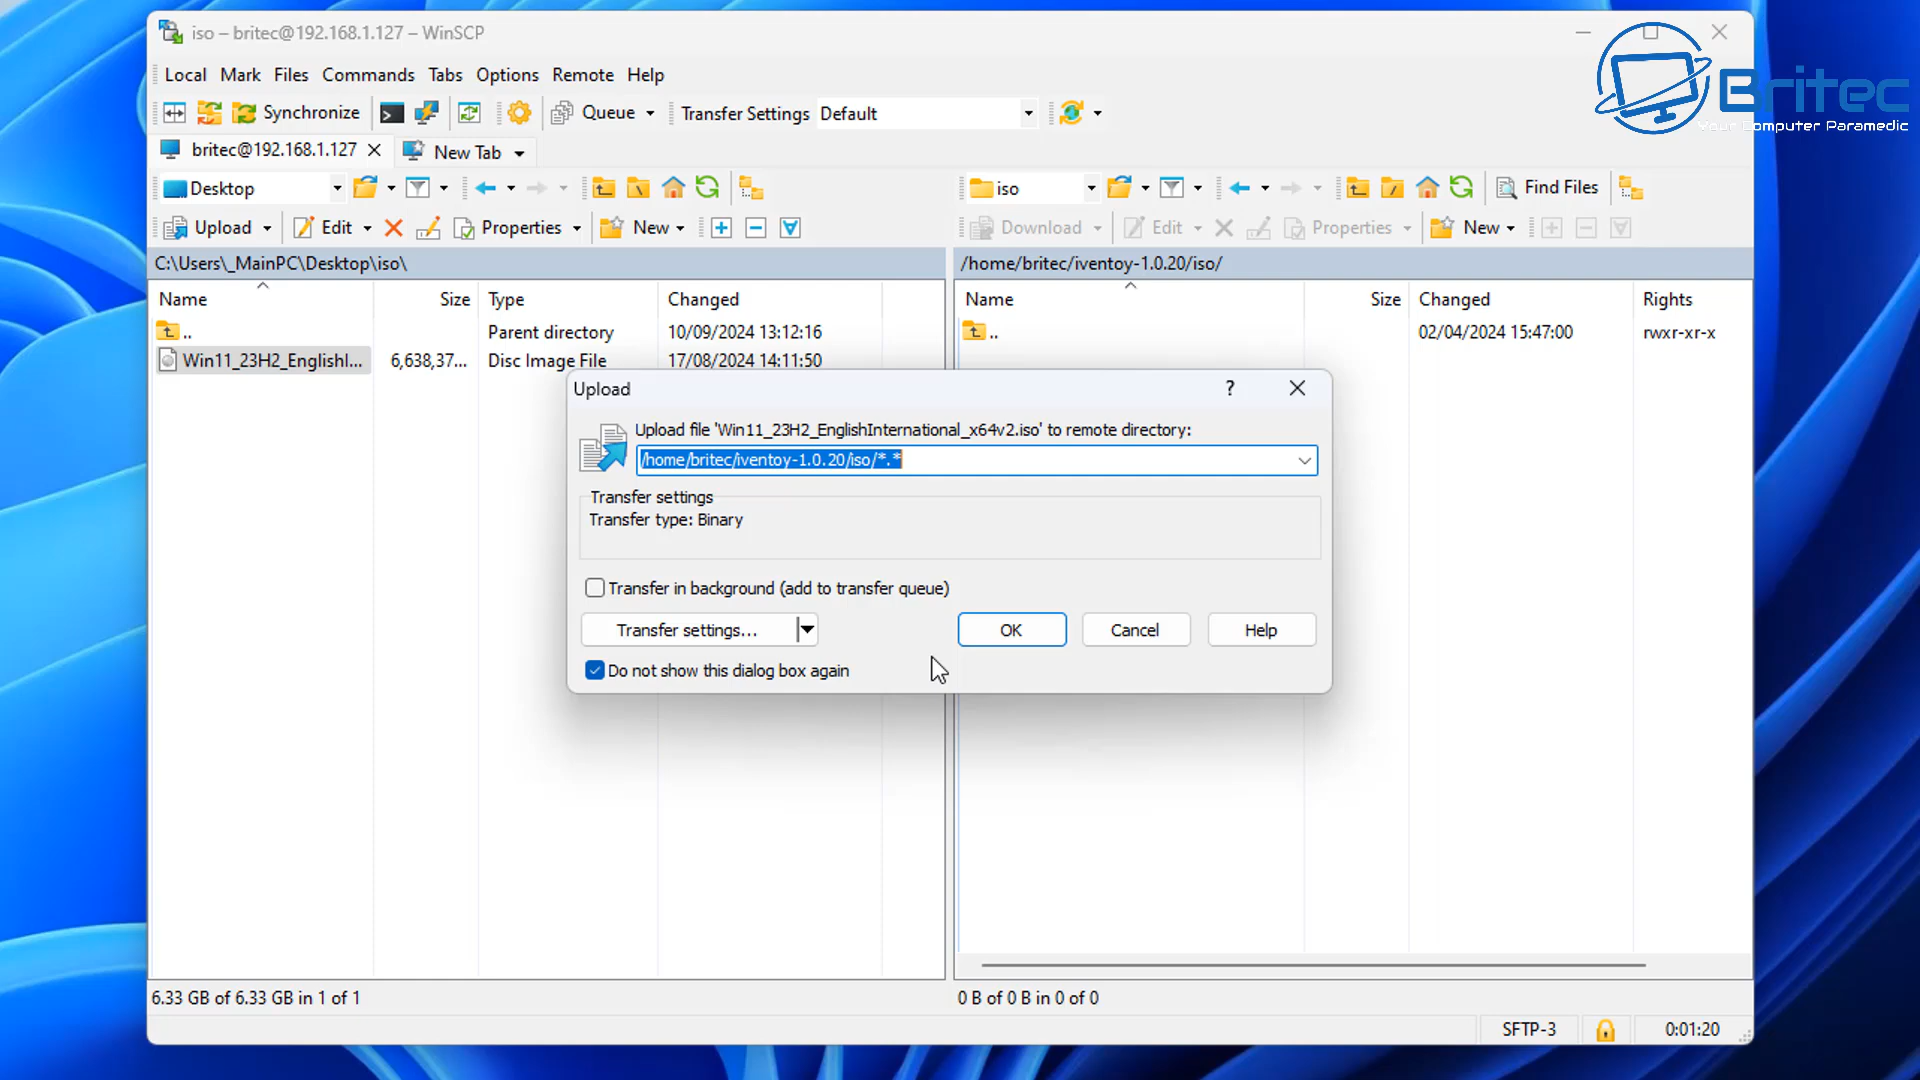 iso – britec@192.168.1.127 – WinSCP
Britec
Your Computer Paramedic
Local Mark Files Commands Tabs Options Remote Help
Synchronize Queue Transfer Settings Default
britec@192.168.1.127 New Tab
Desktop iso Find Files
Upload Edit Properties New Download Edit Properties New
C:\Users\_MainPC\Desktop\iso\ /home/britec/iventoy-1.0.20/iso/
Name Size Type Changed Name Size Changed Rights
.. Parent directory 10/09/2024 13:12:16 .. 02/04/2024 15:47:00 rwxr-xr-x
Win11_23H2_EnglishI... 6,638,37... Disc Image File 17/08/2024 14:11:50
Upload ?
Upload file 'Win11_23H2_EnglishInternational_x64v2.iso' to remote directory:
/home/britec/iventoy-1.0.20/iso/*.*
Transfer settings
Transfer type: Binary
Transfer in background (add to transfer queue)
Transfer settings... OK Cancel Help
Do not show this dialog box again
6.33 GB of 6.33 GB in 1 of 1 0 B of 0 B in 0 of 0
SFTP-3 0:01:20